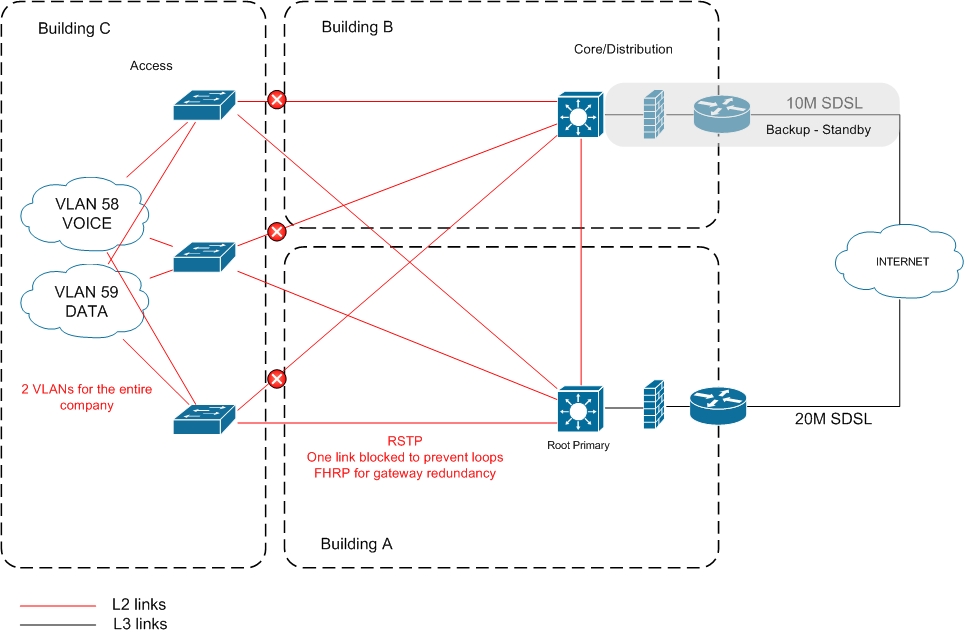 Building C
Building B
Core/Distribution
Access
10M SDSL
Backup - Standby
VLAN 58
VOICE
INTERNET
VLAN 59
DATA
2 VLANs for the entire
company
20M SDSL
RSTP
One link blocked to prevent loops
FHRP for gateway redundancy
Root Primary
Building A
L2 links
L3 links